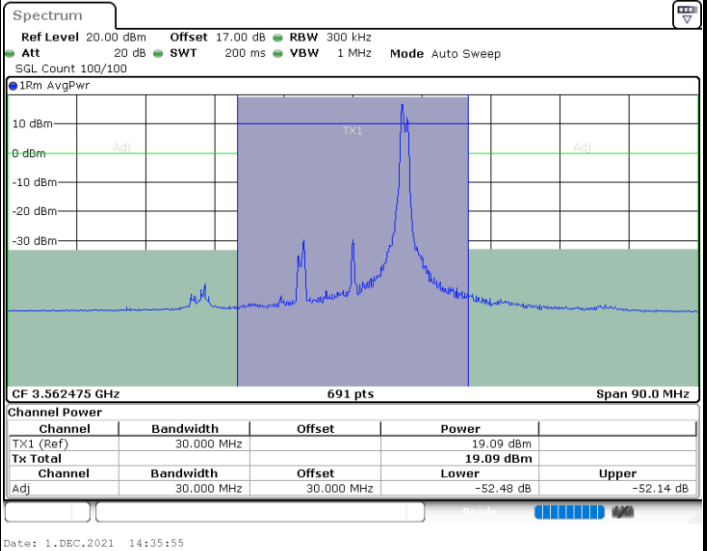 Spectrum
Ref Level 20.00 dBm Offset 17.00 dB RBW 300 kHz
Att 20 dB SWT 200 ms VBW 1 MHz Mode Auto Sweep
SGL Count 100/100
1Rm AvgPwr
10 dBm
TX1
Adj Adj
0 dBm
-10 dBm
-20 dBm
-30 dBm
CF 3.562475 GHz 691 pts Span 90.0 MHz
Channel Power
Channel Bandwidth Offset Power
TX1 (Ref) 30.000 MHz 19.09 dBm
Tx Total 19.09 dBm
Channel Bandwidth Offset Lower Upper
Adj 30.000 MHz 30.000 MHz -52.48 dB -52.14 dB
Ready
Date: 1.DEC.2021 14:35:55